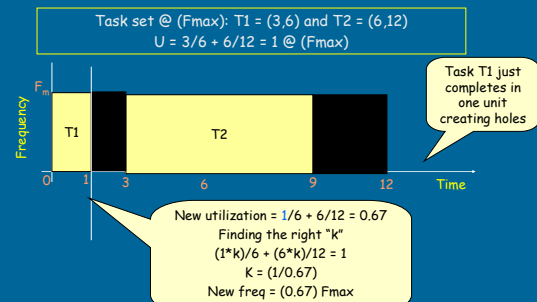 Task set @ (Fmax): T1 = (3,6) and T2 = (6,12)
U = 3/6 + 6/12 = 1 @ (Fmax)
Task T1 just
completes in
one unit
creating holes
Fm
Frequency
T1
T2
0
1
3
6
9
12
Time
New utilization = 1/6 + 6/12 = 0.67
Finding the right "k"
(1*k)/6 + (6*k)/12 = 1
K = (1/0.67)
New freq = (0.67) Fmax